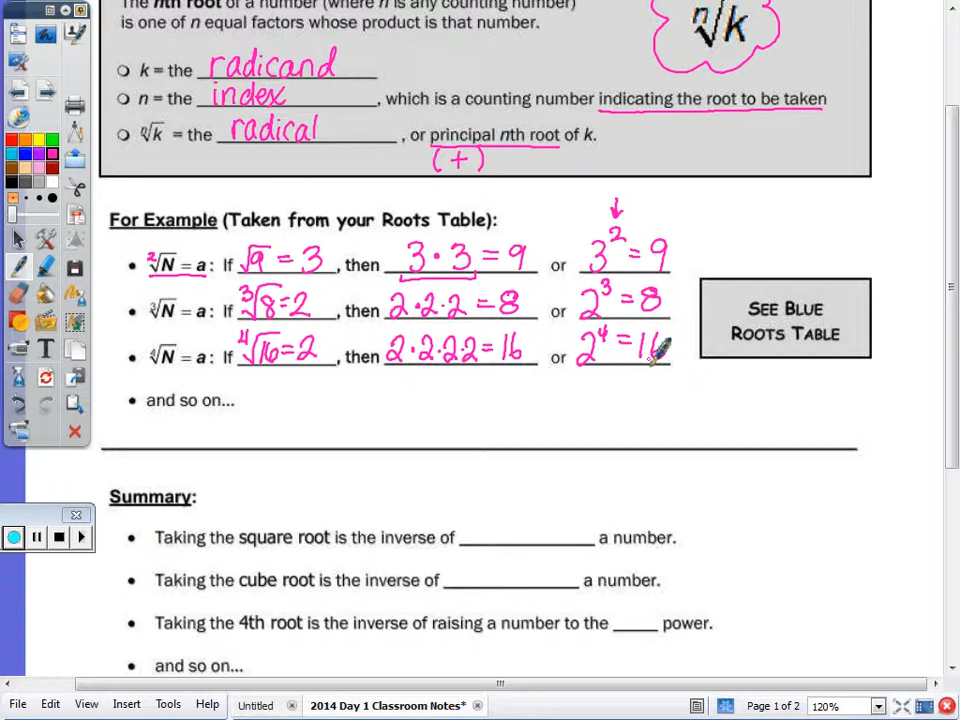 The nth root of a number (where n is any counting number)
is one of n equal factors whose product is that number.
ⁿ√k
k = the radicand
n = the index, which is a counting number indicating the root to be taken
ⁿ√k = the radical, or principal nth root of k.
(+)
For Example (Taken from your Roots Table):
²√N = a: If √9 = 3, then 3 · 3 = 9 or 3² = 9
³√N = a: If ³√8 = 2, then 2 · 2 · 2 = 8 or 2³ = 8
⁴√N = a: If ⁴√16 = 2, then 2 · 2 · 2 · 2 = 16 or 2⁴ = 16
and so on...
SEE BLUE
ROOTS TABLE
Summary:
Taking the square root is the inverse of ____________ a number.
Taking the cube root is the inverse of ____________ a number.
Taking the 4th root is the inverse of raising a number to the _____ power.
and so on...
File Edit View Insert Tools Help Untitled 2014 Day 1 Classroom Notes* Page 1 of 2 120%